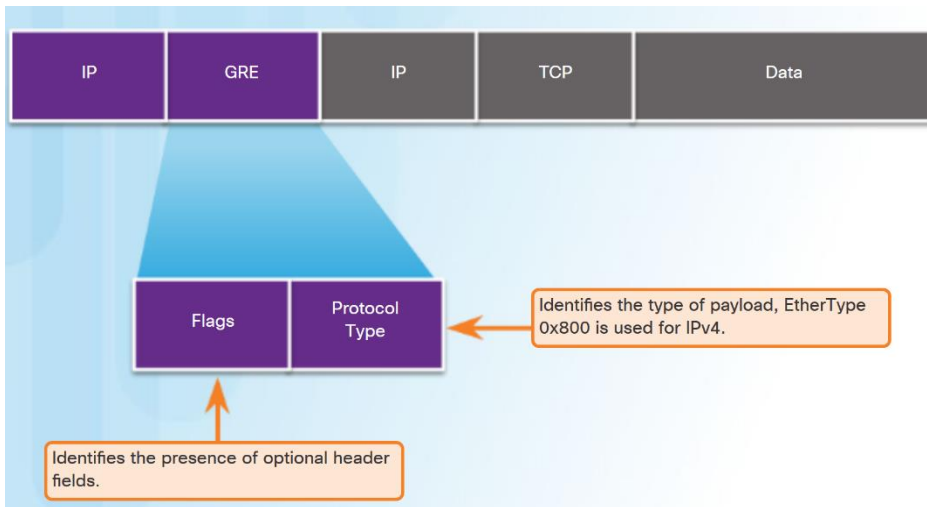 IP
GRE
IP
TCP
Data
Flags
Protocol
Type
Identifies the type of payload, EtherType
0x800 is used for IPv4.
Identifies the presence of optional header
fields.